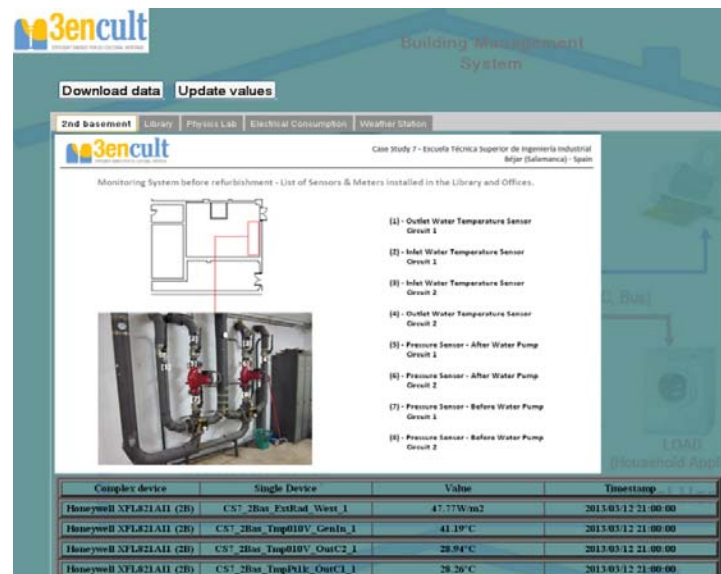 3encult
Building Management
System
Download data Update values
2nd basement Library Physics Lab Electrical Consumption Weather Station
3encult
Case Study 7 - Escuela Técnica Superior de Ingeniería Industrial
Béjar (Salamanca) - Spain
Monitoring System before refurbishment - List of Sensors & Meters installed in the Library and Offices.
(1) - Outlet Water Temperature Sensor
Circuit 1
(2) - Inlet Water Temperature Sensor
Circuit 1
(3) - Inlet Water Temperature Sensor
Circuit 2
(4) - Outlet Water Temperature Sensor
Circuit 2
(5) - Pressure Sensor - After Water Pump
Circuit 1
(6) - Pressure Sensor - After Water Pump
Circuit 2
(7) - Pressure Sensor - Before Water Pump
Circuit 1
(8) - Pressure Sensor - Before Water Pump
Circuit 2
C, Bus)
LOAD
(Household Appl
Complex device Single Device Value Timestamp
Honeywell XFL821AI1 (2B) CS7_2Bas_ExtRad_West_1 47.77W/m2 2013/03/12 21:00:00
Honeywell XFL821AI1 (2B) CS7_2Bas_Tmp010V_GenIn_1 41.19°C 2013/03/12 21:00:00
Honeywell XFL821AI1 (2B) CS7_2Bas_Tmp010V_OutC2_1 28.94°C 2013/03/12 21:00:00
Honeywell XFL821AI1 (2B) CS7_2Bas_TmpPt1k_OutC1_1 28.26°C 2013/03/12 21:00:00